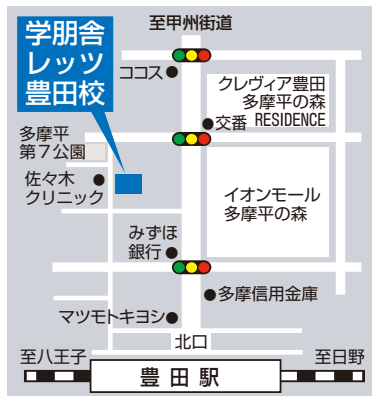 学朋舎
レッツ
豊田校
至甲州街道
ココス
クレヴィア豊田
多摩平の森
RESIDENCE
交番
多摩平
第7公園
佐々木
クリニック
イオンモール
多摩平の森
みずほ
銀行
多摩信用金庫
マツモトキヨシ
北口
至八王子
至日野
豊田駅